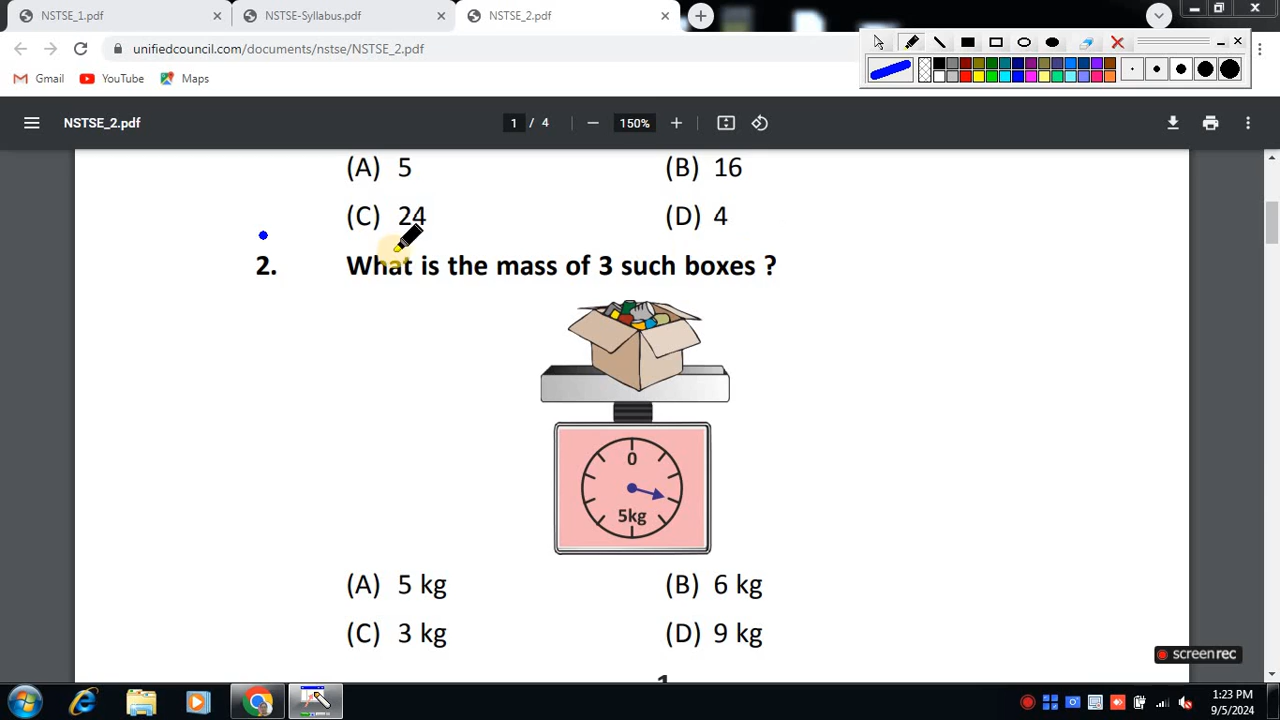 NSTSE_1.pdf
NSTSE-Syllabus.pdf
NSTSE_2.pdf
unifiedcouncil.com/documents/nstse/NSTSE_2.pdf
Gmail
YouTube
Maps
NSTSE_2.pdf
1 / 4
150%
(A) 5
(B) 16
(C) 24
(D) 4
2. What is the mass of 3 such boxes ?
0
5kg
(A) 5 kg
(B) 6 kg
(C) 3 kg
(D) 9 kg
screenrec
1:23 PM
9/5/2024